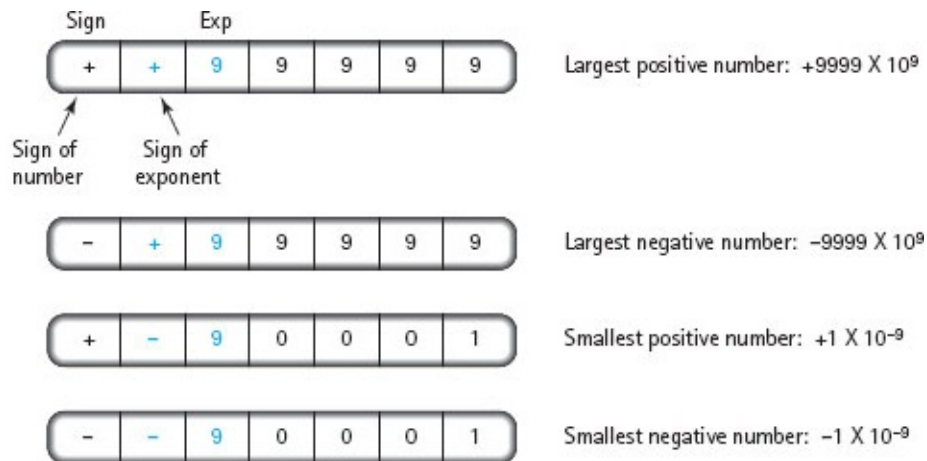 Sign Exp
+ + 9 9 9 9 9 Largest positive number: +9999 X 10⁹
Sign of number Sign of exponent
- + 9 9 9 9 9 Largest negative number: –9999 X 10⁹
+ – 9 0 0 0 1 Smallest positive number: +1 X 10⁻⁹
- – 9 0 0 0 1 Smallest negative number: –1 X 10⁻⁹